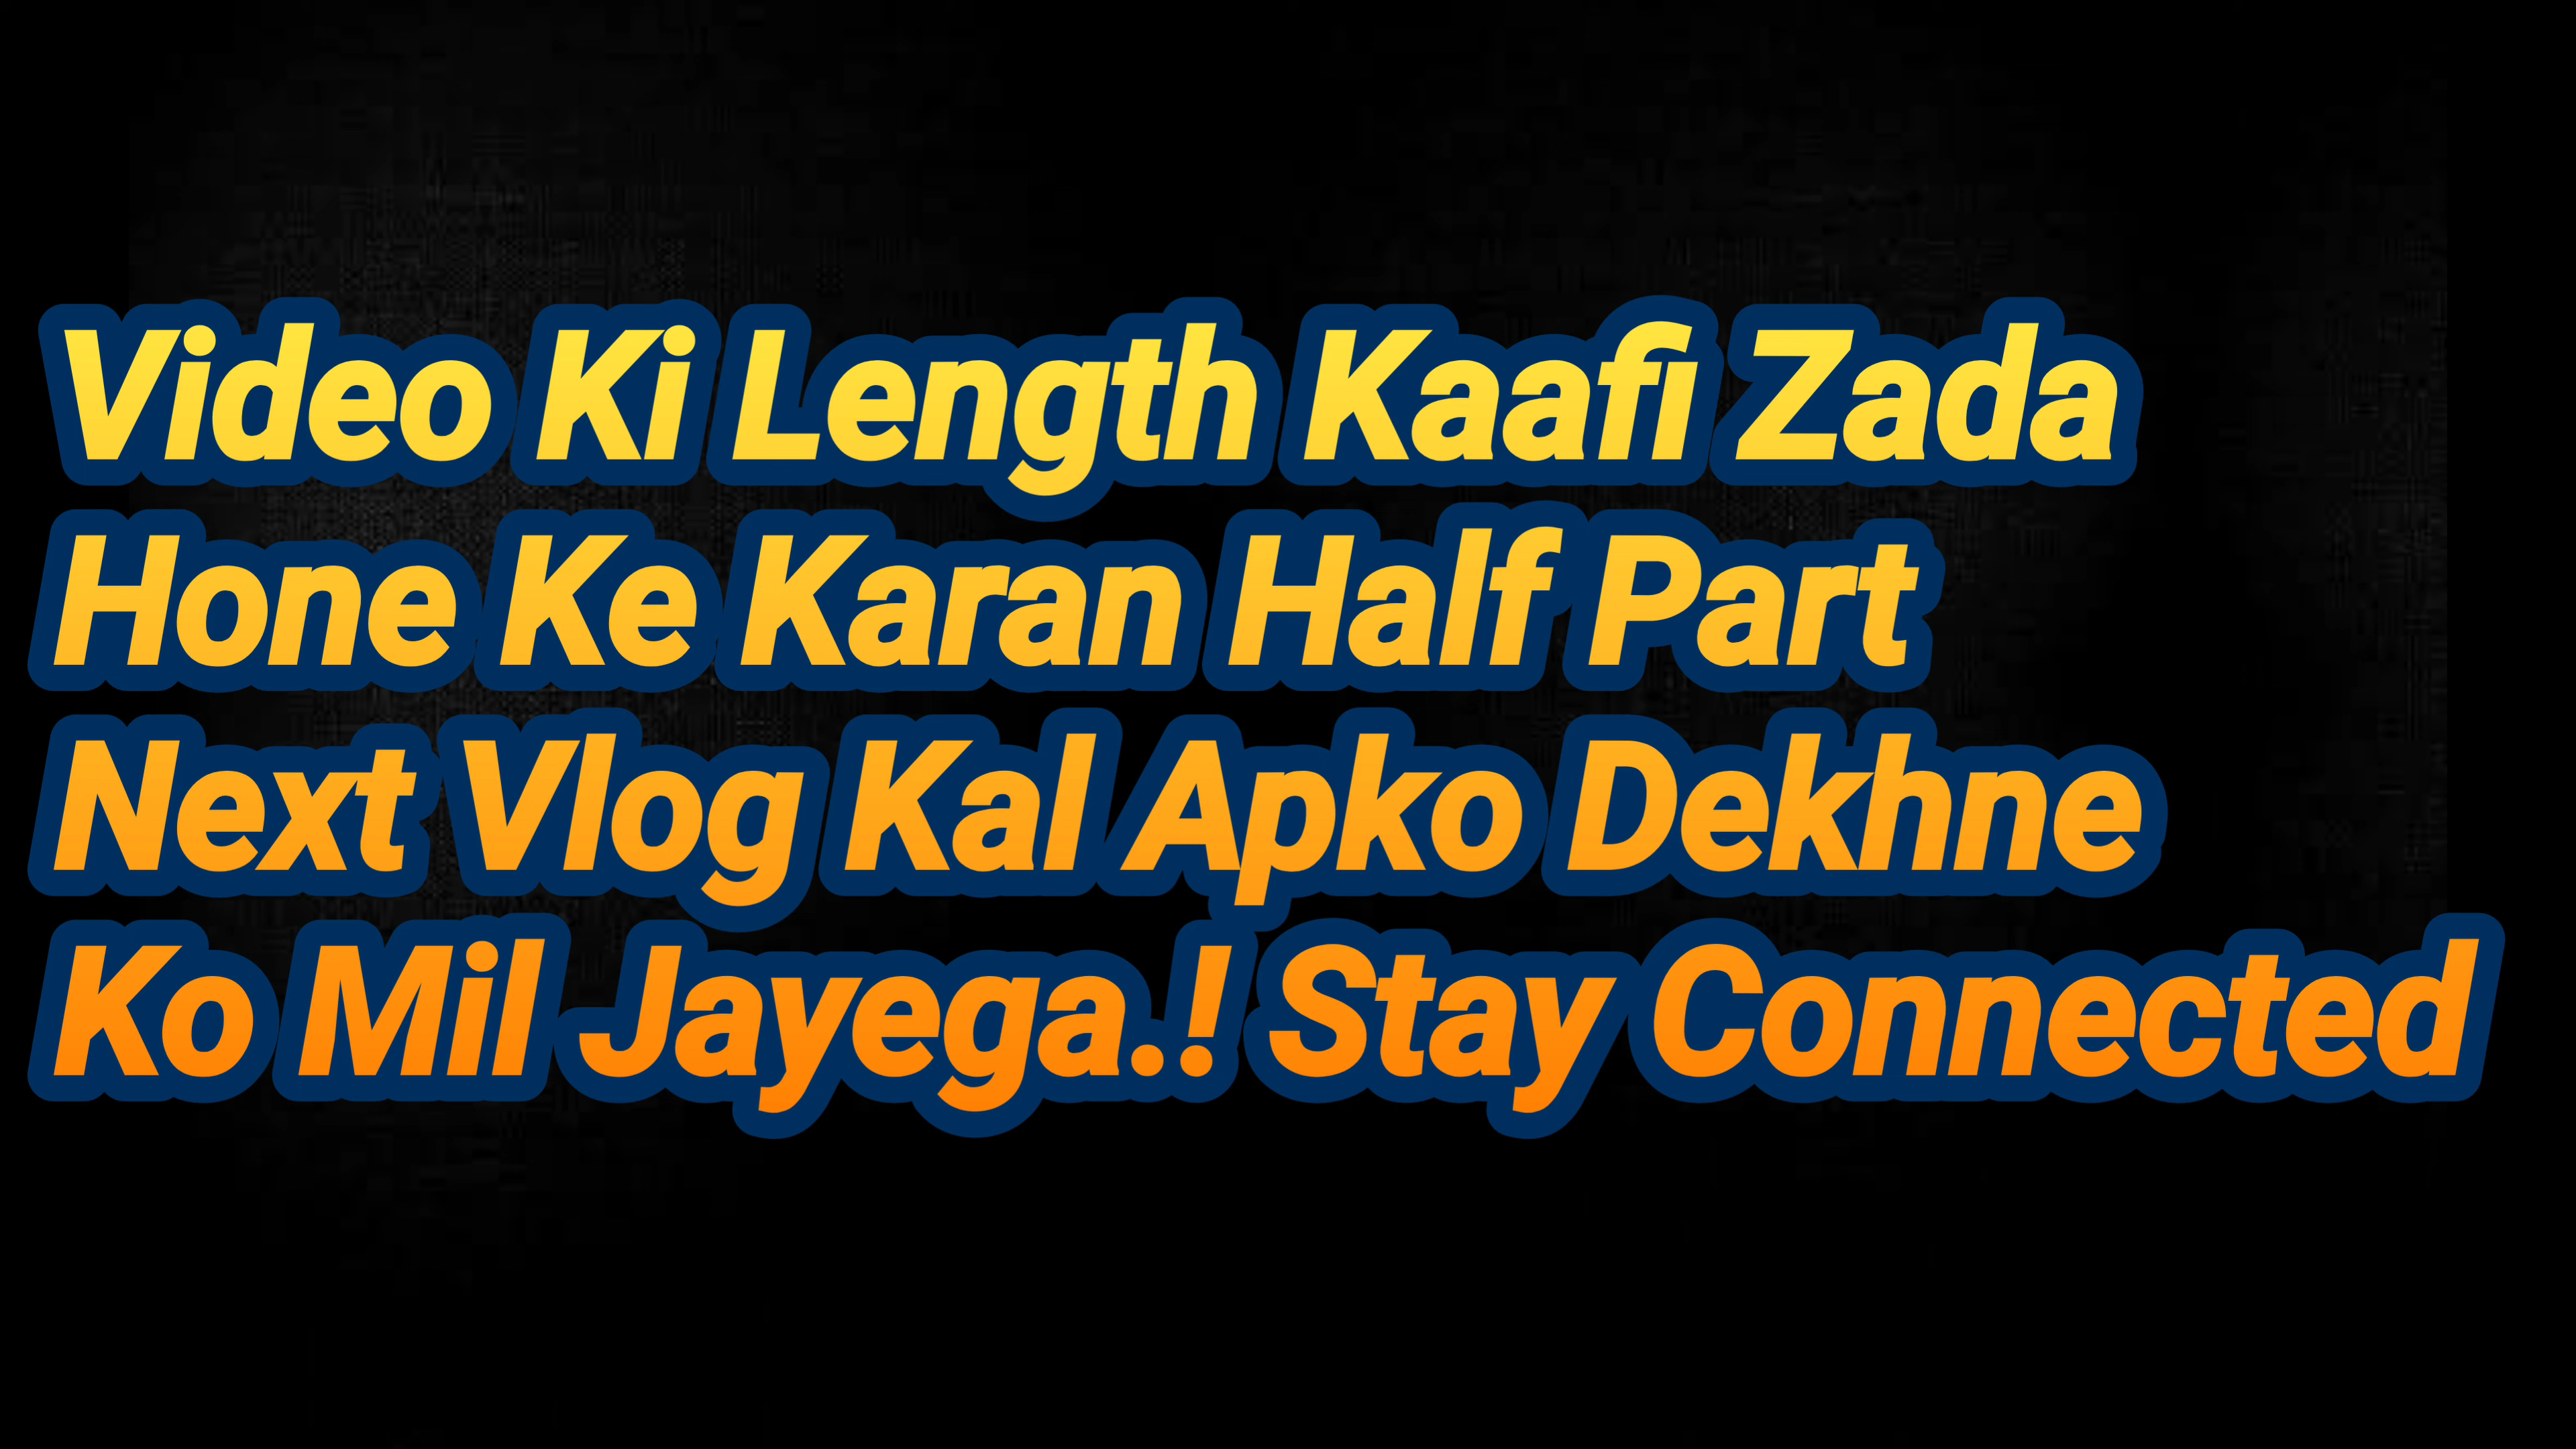 Video Ki Length Kaafi Zada
Hone Ke Karan Half Part
Next Vlog Kal Apko Dekhne
Ko Mil Jayega.! Stay Connected